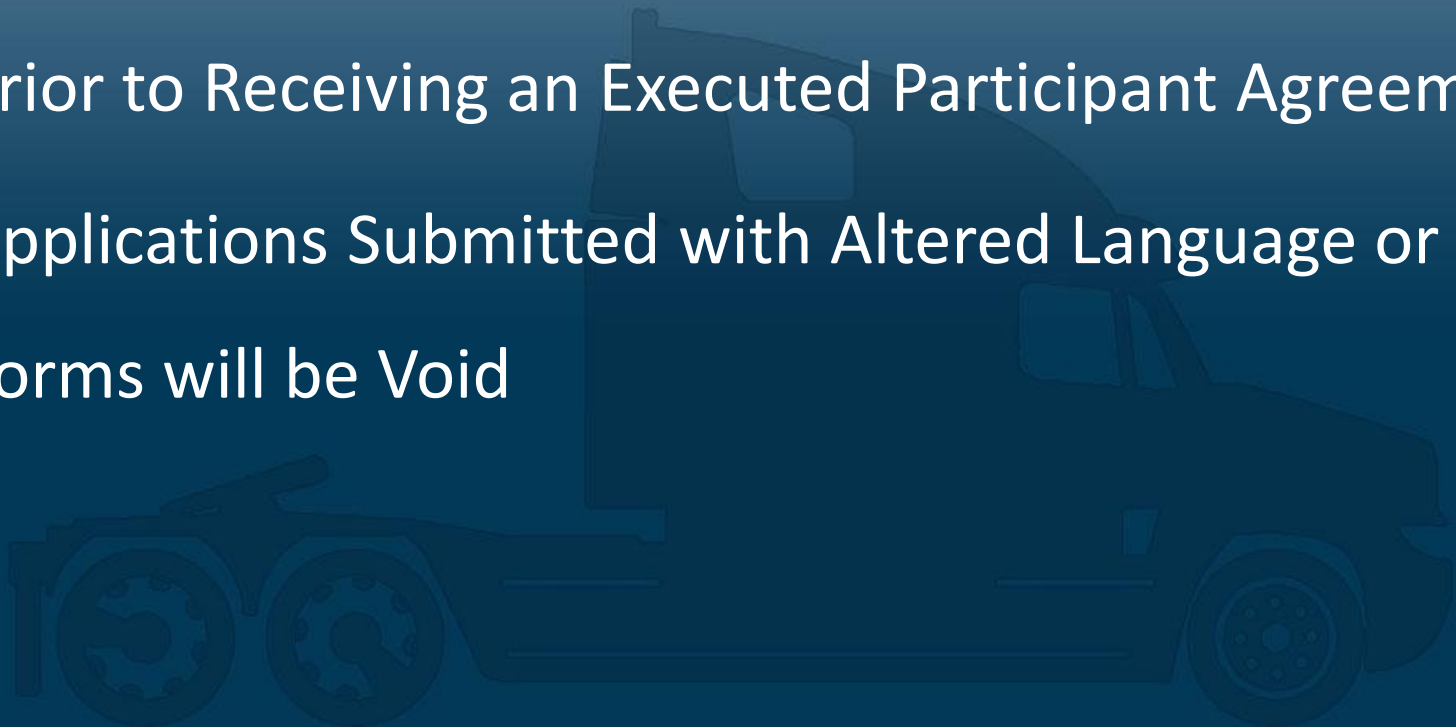 rior to Receiving an Executed Participant Agreem
pplications Submitted with Altered Language or
orms will be Void